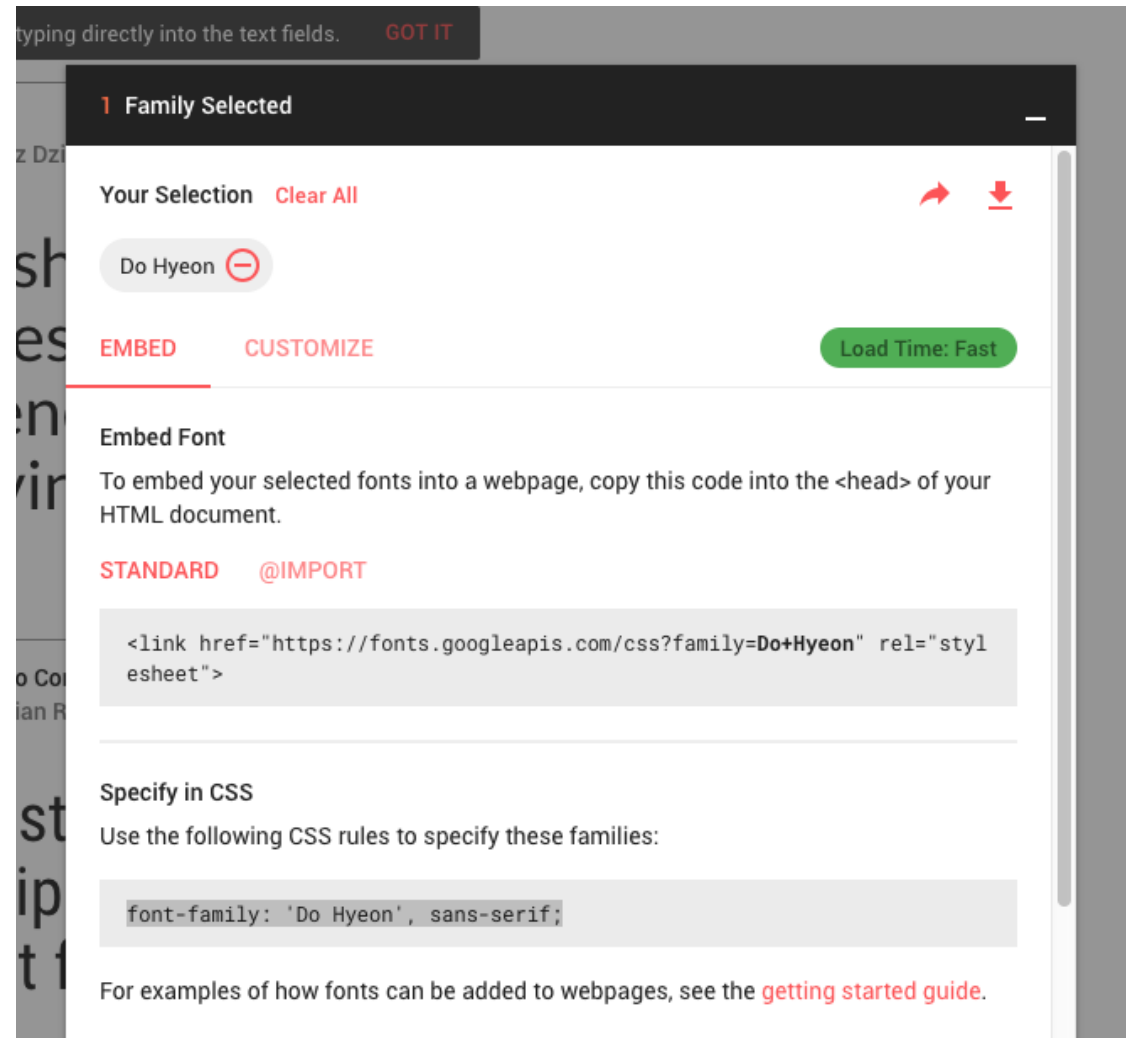 typing directly into the text fields. GOT IT
1 Family Selected
z Dzi
Your Selection Clear All
Do Hyeon
EMBED CUSTOMIZE Load Time: Fast
Embed Font
To embed your selected fonts into a webpage, copy this code into the <head> of your
HTML document.
STANDARD @IMPORT
<link href="https://fonts.googleapis.com/css?family=Do+Hyeon" rel="styl
esheet">
o Co
ian R
Specify in CSS
Use the following CSS rules to specify these families:
font-family: 'Do Hyeon', sans-serif;
For examples of how fonts can be added to webpages, see the getting started guide.